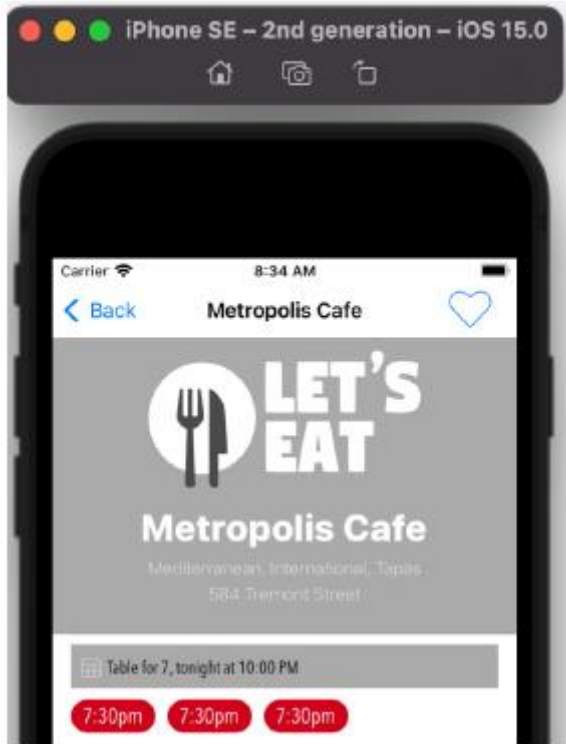 iPhone SE – 2nd generation – iOS 15.0
Carrier 8:34 AM
Back Metropolis Cafe
LET'S
EAT
Metropolis Cafe
Mediterranean, International, Tapas
584 Tremont Street
Table for 7, tonight at 10:00 PM
7:30pm 7:30pm 7:30pm